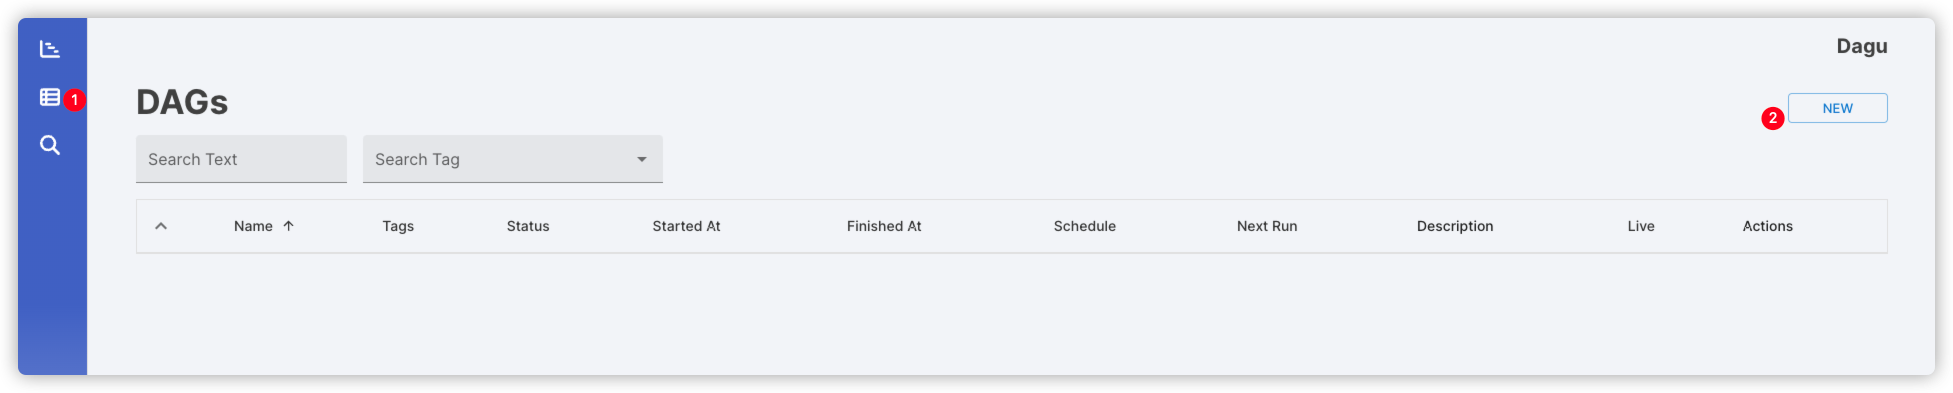 Dagu
1
DAGs
2
NEW
Search Text
Search Tag
Name Tags Status Started At Finished At Schedule Next Run Description Live Actions